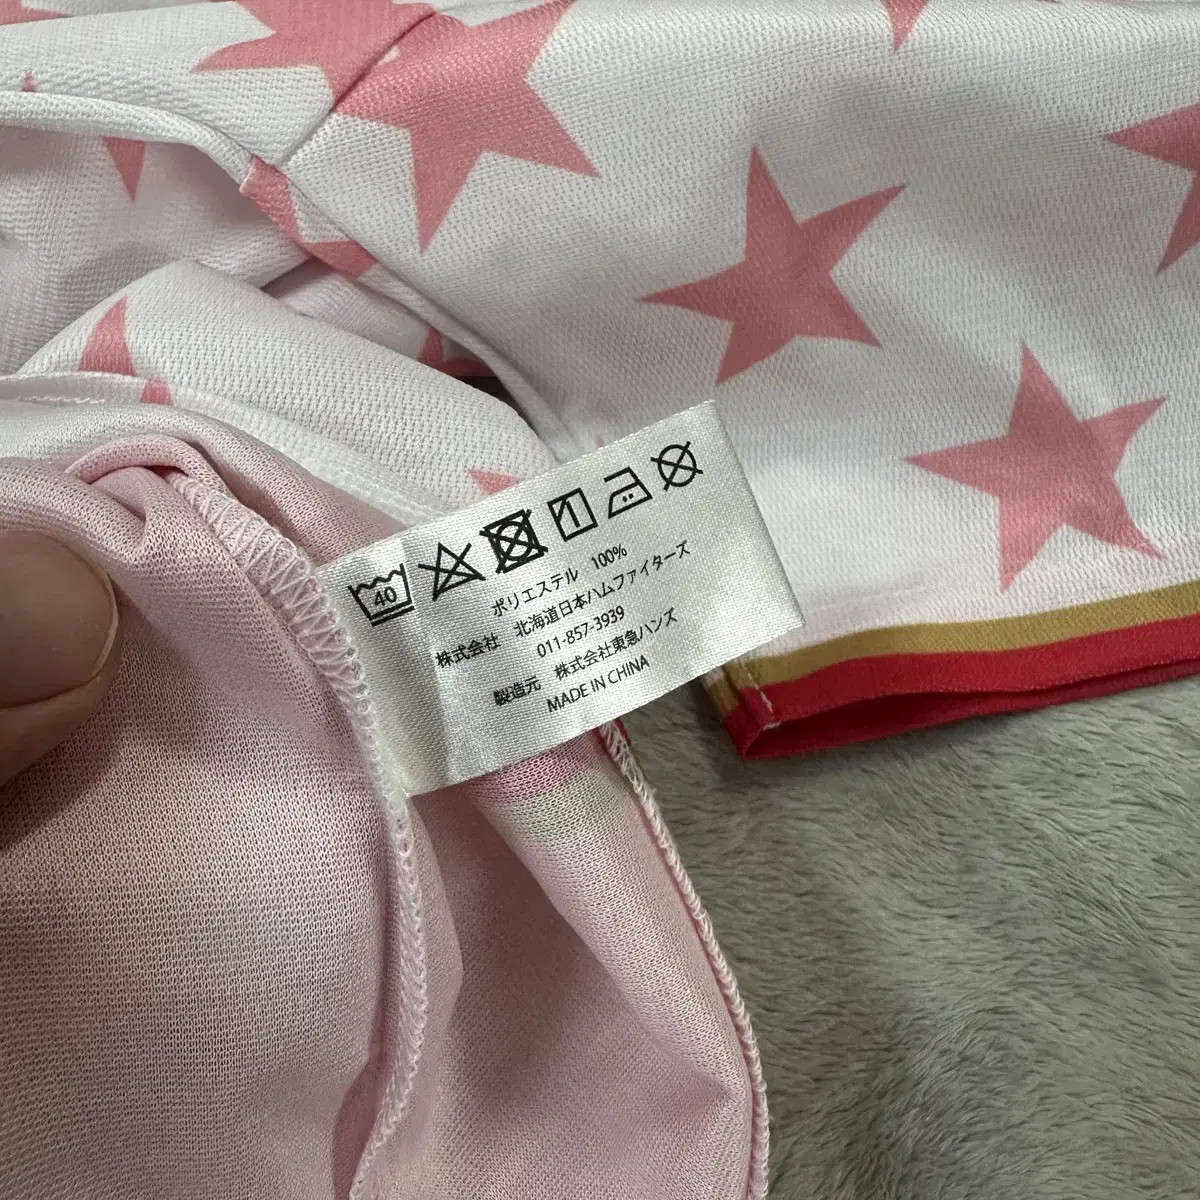 40
ポリエステル 100%
株式会社 北海道日本ハムファイターズ
011-857-3939
製造元 株式会社東急ハンズ
MADE IN CHINA